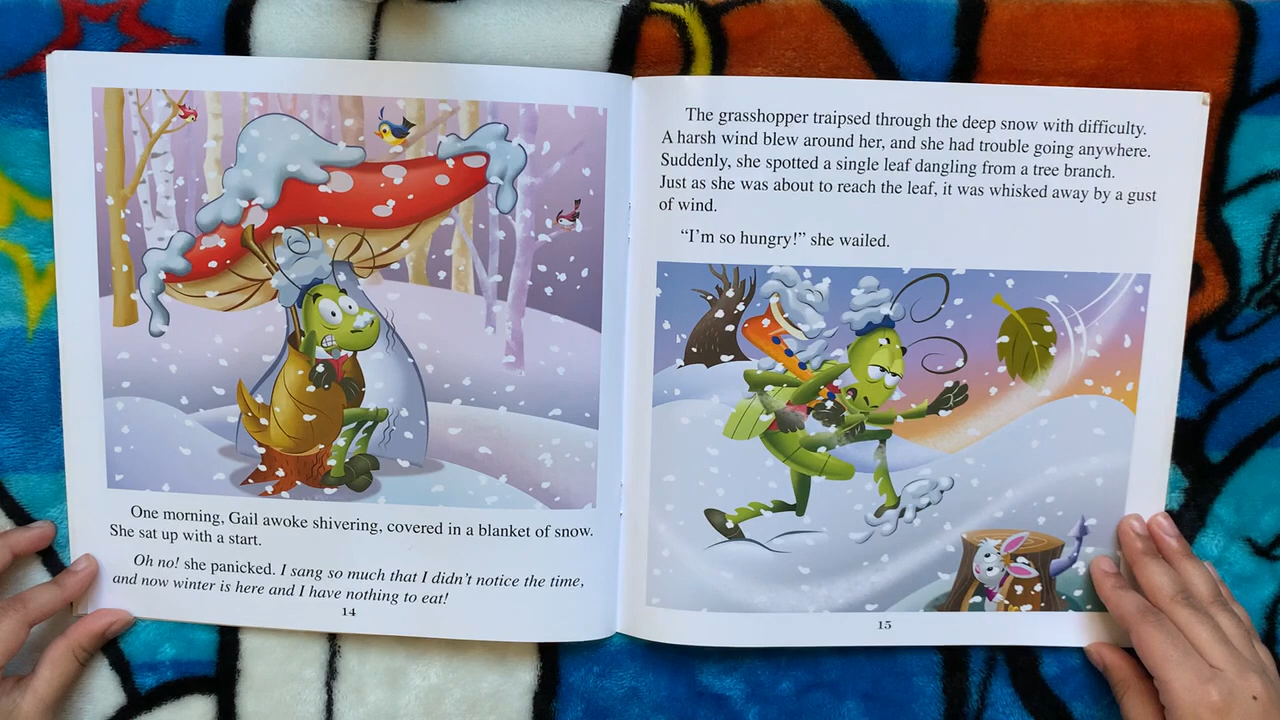 One morning, Gail awoke shivering, covered in a blanket of snow.
She sat up with a start.
Oh no! she panicked. I sang so much that I didn't notice the time,
and now winter is here and I have nothing to eat!
14
The grasshopper traipsed through the deep snow with difficulty.
A harsh wind blew around her, and she had trouble going anywhere.
Suddenly, she spotted a single leaf dangling from a tree branch.
Just as she was about to reach the leaf, it was whisked away by a gust
of wind.
“I'm so hungry!” she wailed.
15